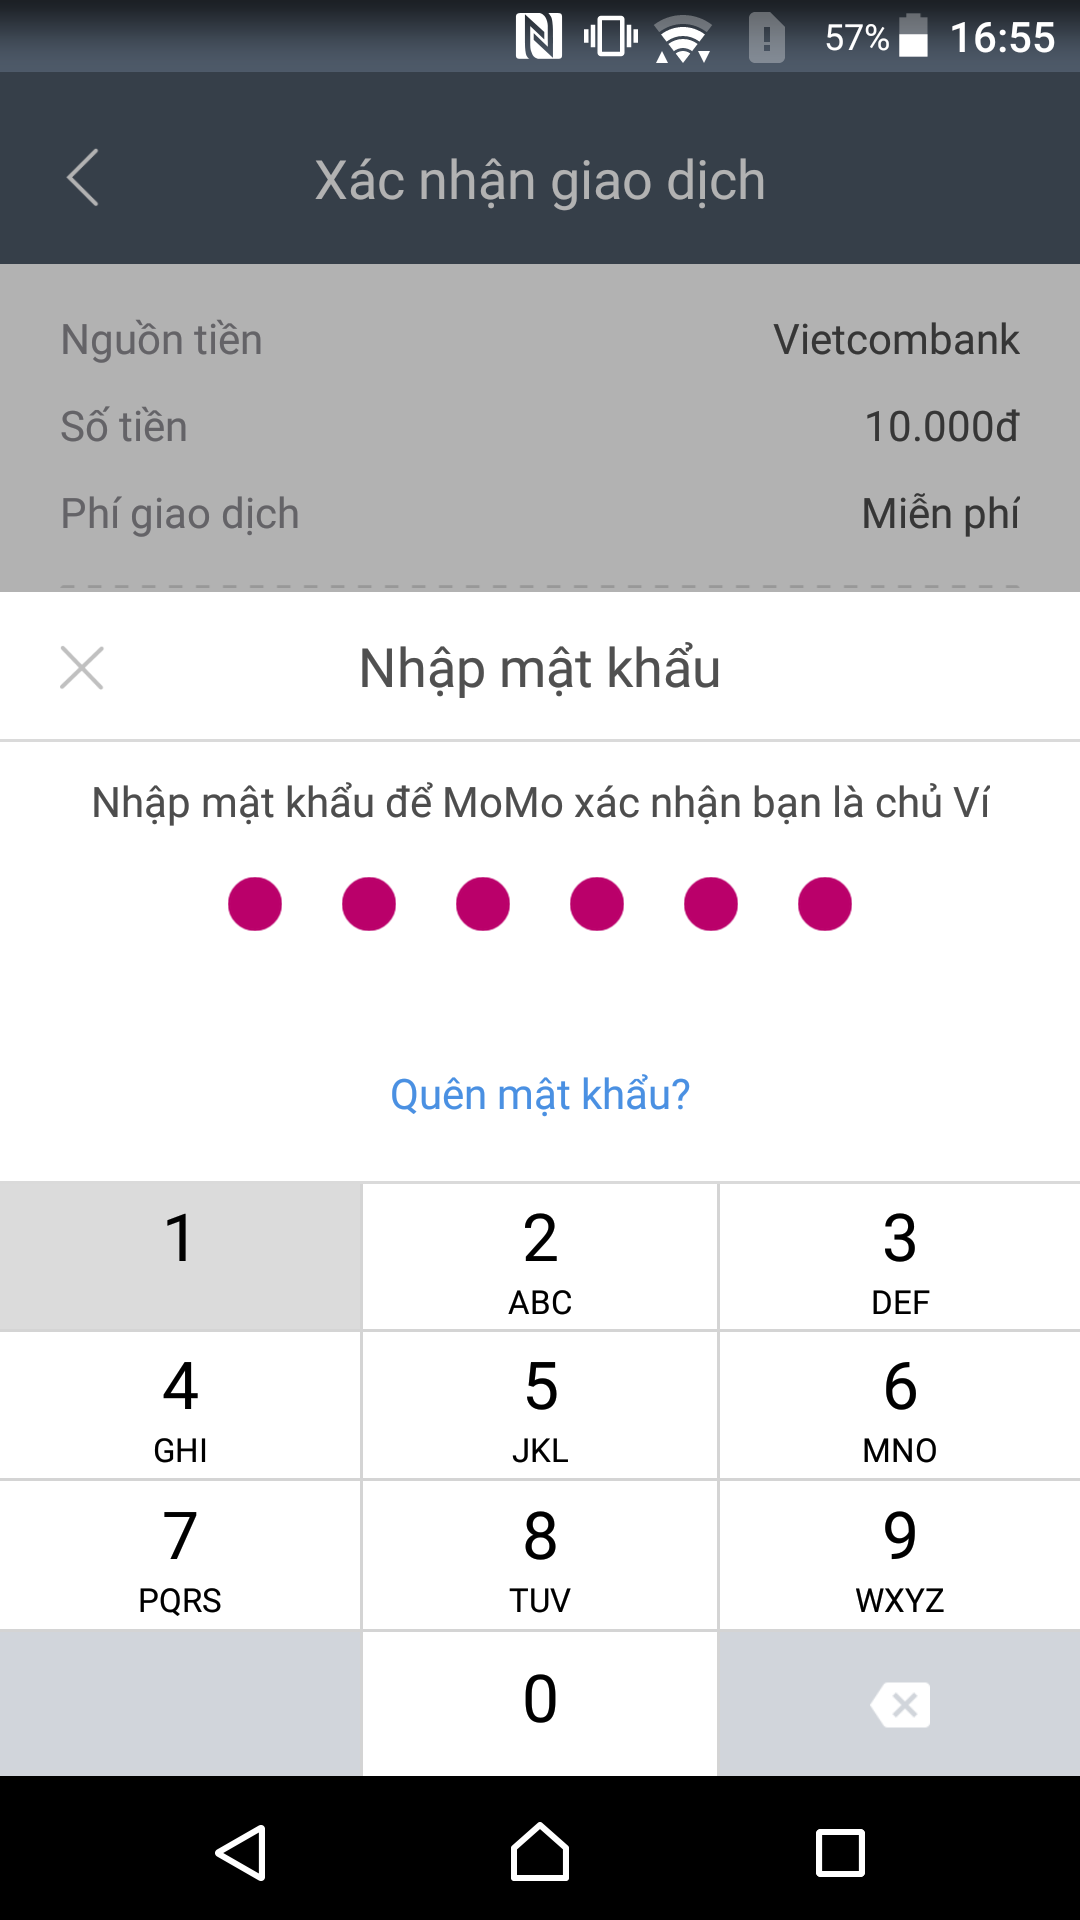 57% 16:55
Xác nhận giao dịch
Nguồn tiền Vietcombank
Số tiền 10.000đ
Phí giao dịch Miễn phí
Nhập mật khẩu
Nhập mật khẩu để MoMo xác nhận bạn là chủ Ví
Quên mật khẩu?
1 2 3
ABC DEF
4 5 6
GHI JKL MNO
7 8 9
PQRS TUV WXYZ
0